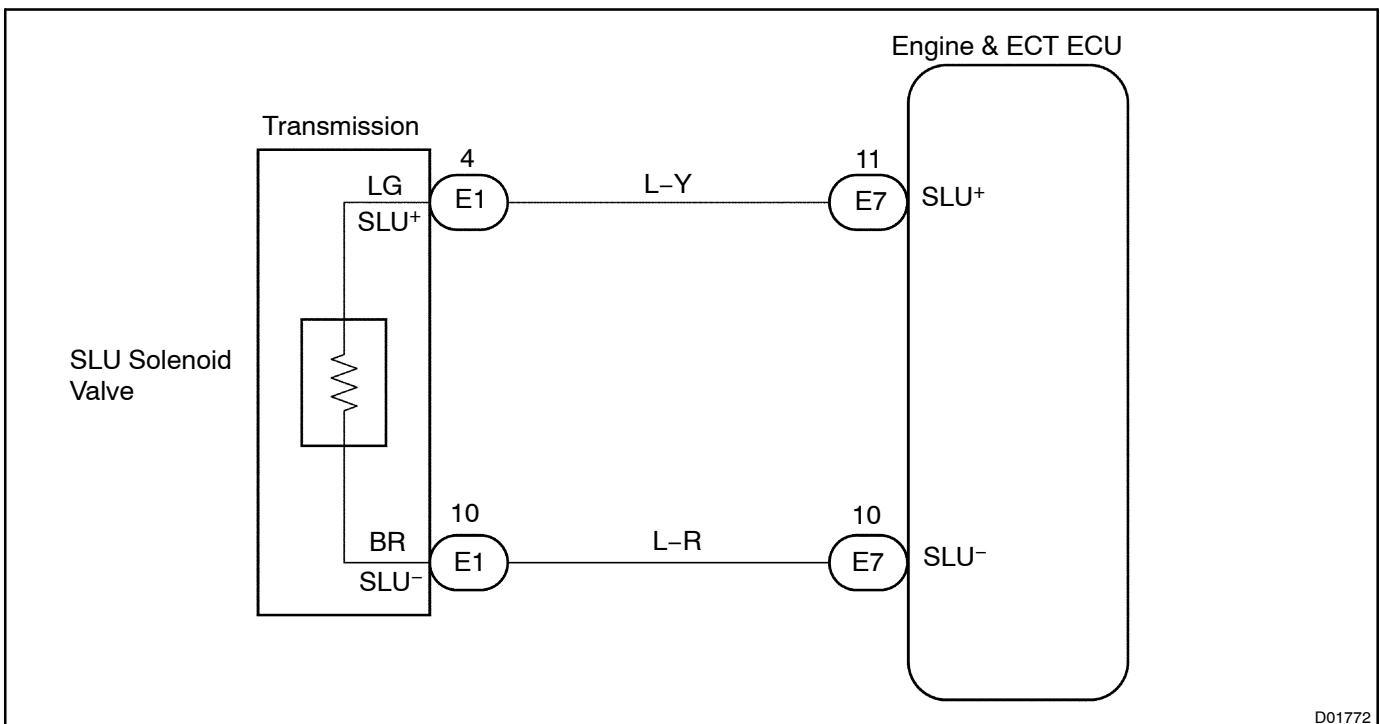 Engine & ECT ECU
Transmission
4
11
LG
E1
L−Y
E7
SLU+
SLU+
SLU Solenoid
Valve
10
10
BR
E1
L−R
E7
SLU−
SLU−
D01772